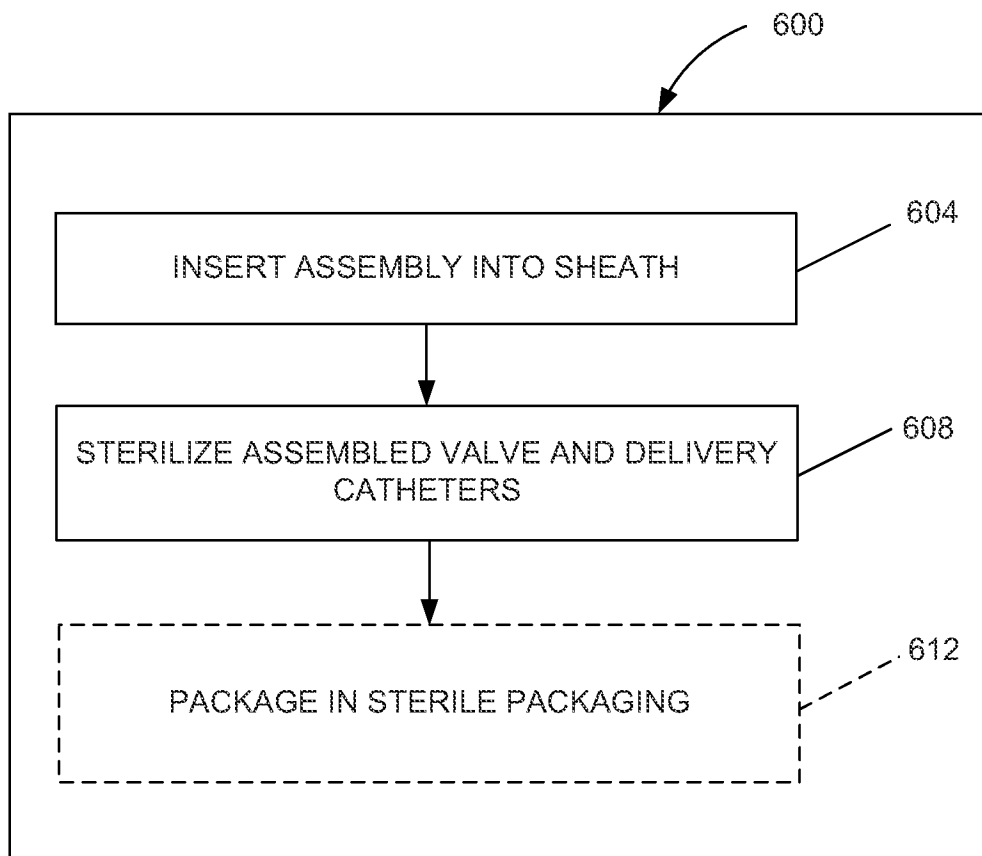 600
604
INSERT ASSEMBLY INTO SHEATH
608
STERILIZE ASSEMBLED VALVE AND DELIVERY
CATHETERS
612
PACKAGE IN STERILE PACKAGING